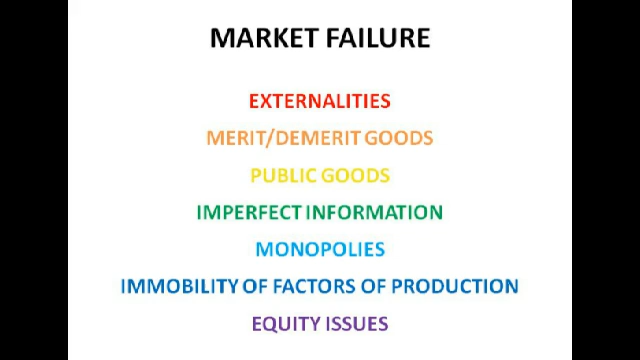 MARKET FAILURE
EXTERNALITIES
MERIT/DEMERIT GOODS
PUBLIC GOODS
IMPERFECT INFORMATION
MONOPOLIES
IMMOBILITY OF FACTORS OF PRODUCTION
EQUITY ISSUES